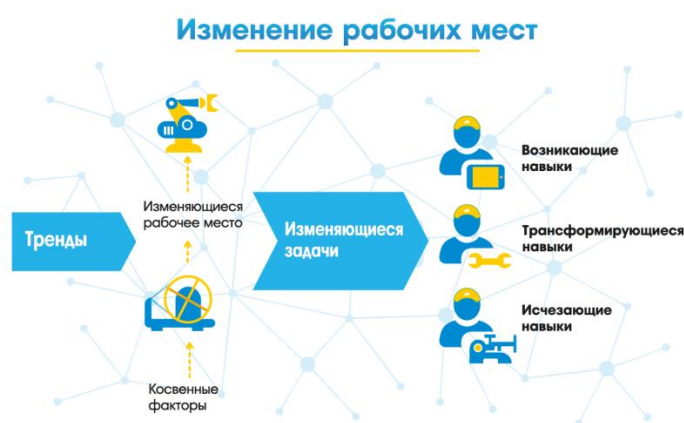 Изменение рабочих мест
Тренды
Изменяющиеся
рабочее место
Косвенные
факторы
Изменяющиеся
задачи
Возникающие
навыки
Трансформирующиеся
навыки
Исчезающие
навыки